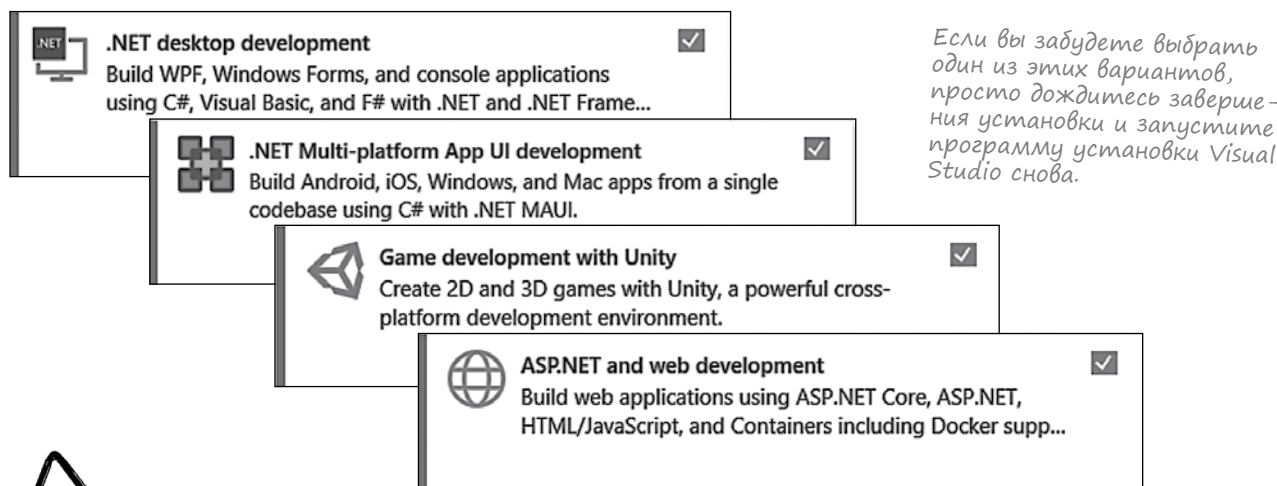 .NET
.NET desktop development
Build WPF, Windows Forms, and console applications
using C#, Visual Basic, and F# with .NET and .NET Frame...
Если вы забудете выбрать
один из этих вариантов,
просто дождитесь заверше-
ния установки и запустите
программу установки Visual
Studio снова.
.NET Multi-platform App UI development
Build Android, iOS, Windows, and Mac apps from a single
codebase using C# with .NET MAUI.
Game development with Unity
Create 2D and 3D games with Unity, a powerful cross-
platform development environment.
ASP.NET and web development
Build web applications using ASP.NET Core, ASP.NET,
HTML/JavaScript, and Containers including Docker supp...